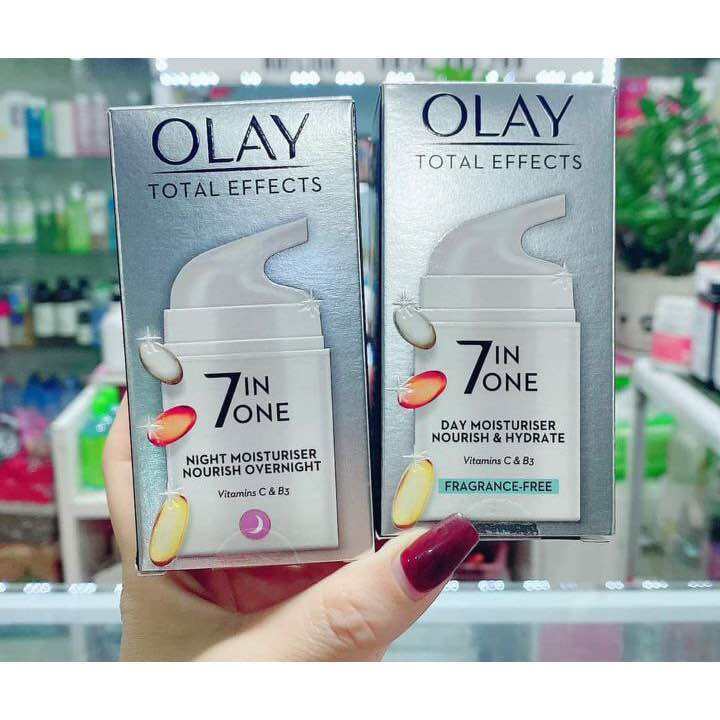 OLAY
TOTAL EFFECTS
7 IN ONE
NIGHT MOISTURISER
NOURISH OVERNIGHT
Vitamins C & B3
OLAY
TOTAL EFFECTS
7 IN ONE
DAY MOISTURISER
NOURISH & HYDRATE
Vitamins C & B3
FRAGRANCE-FREE